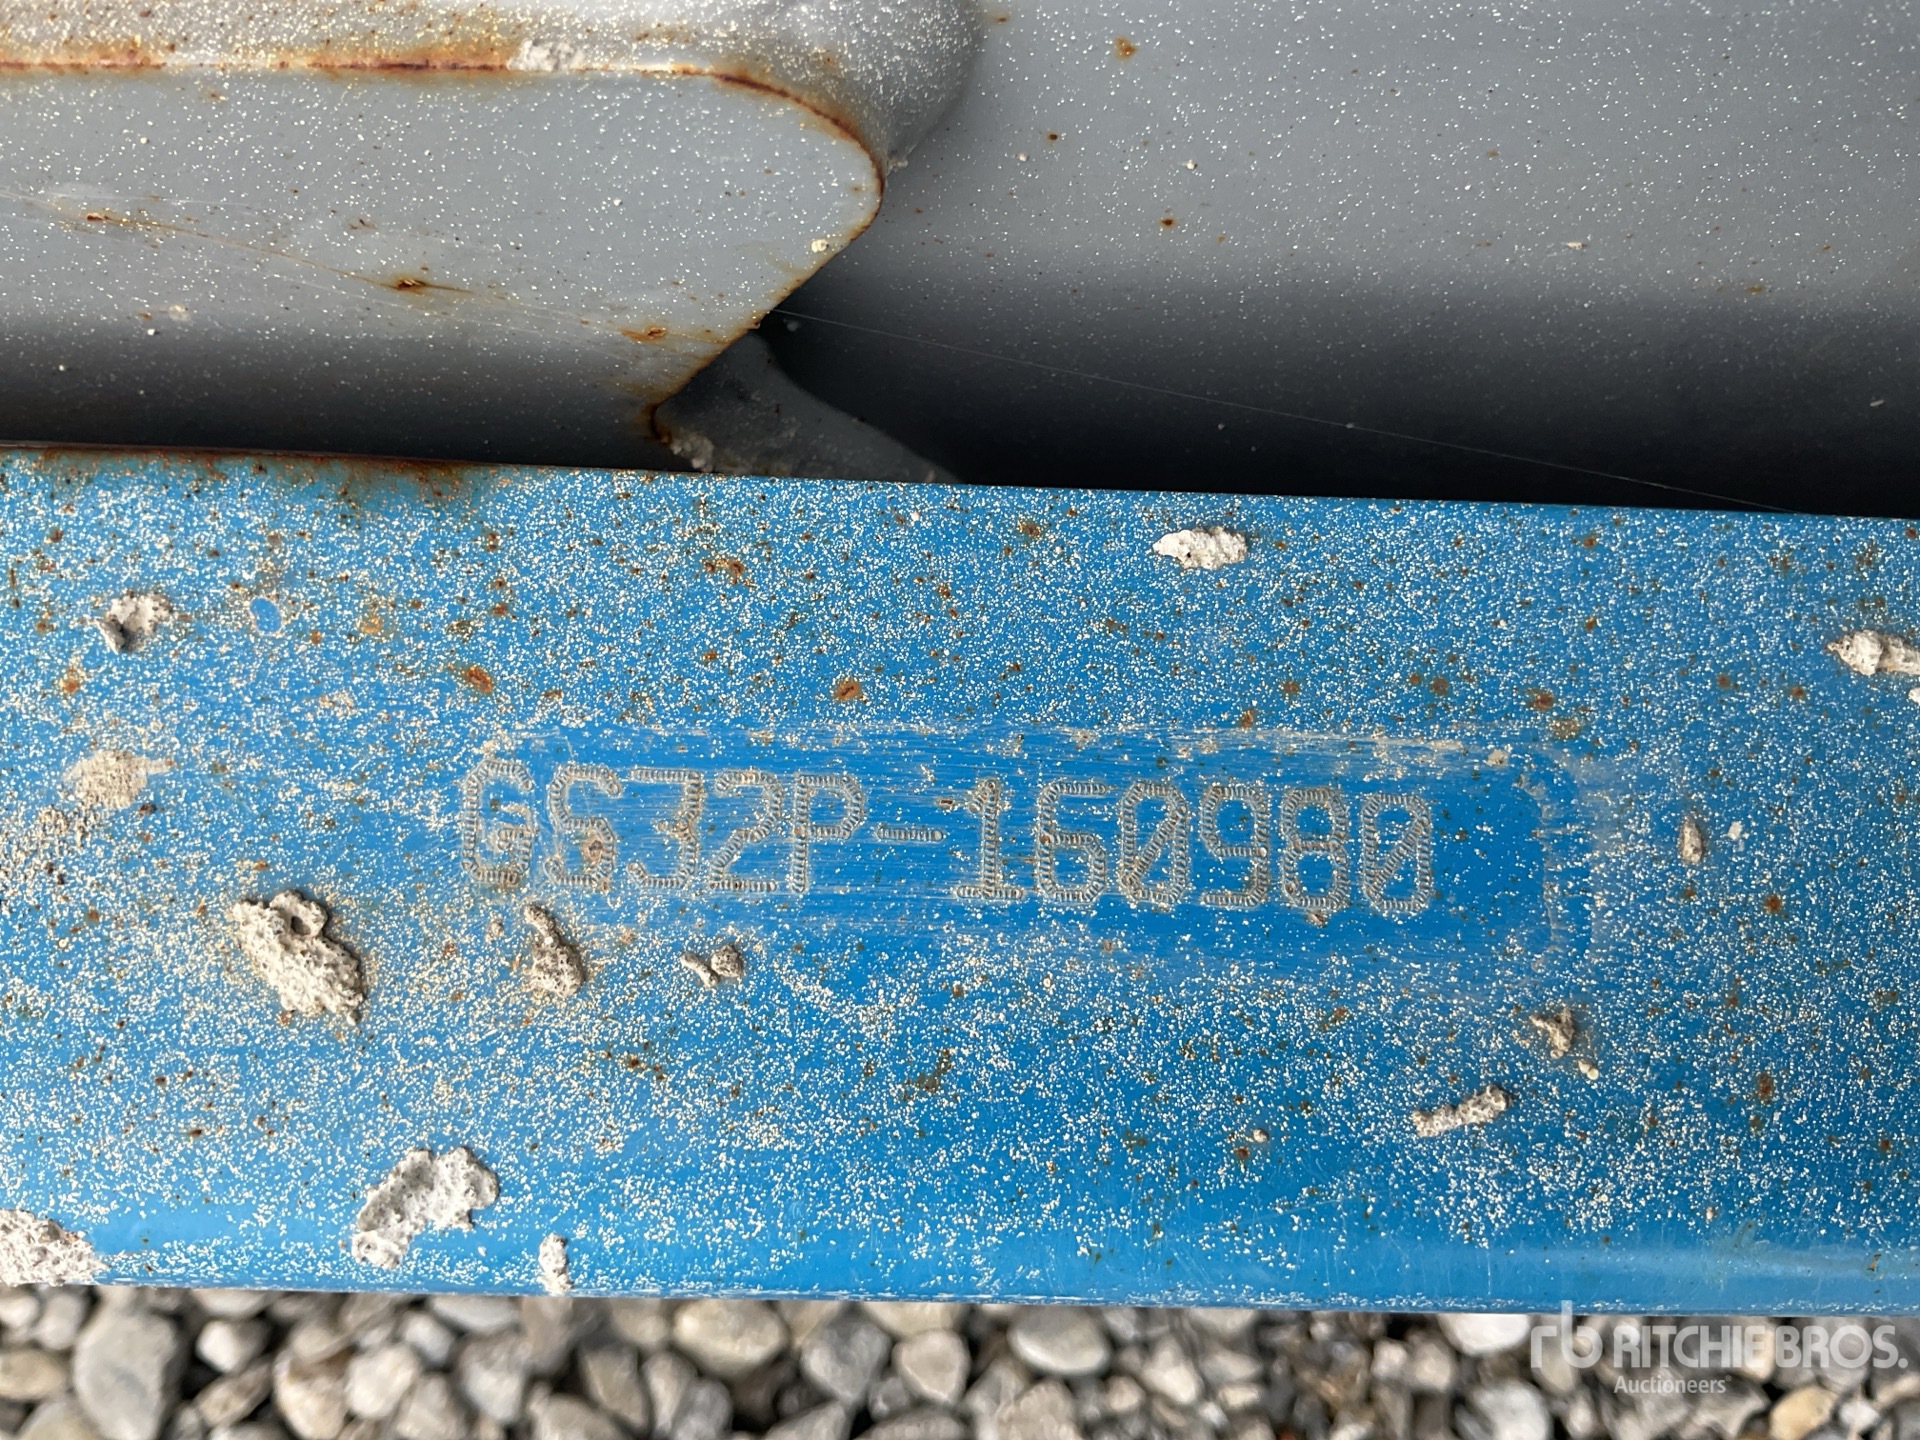 GS32P-160980
RITCHIE BROS.
Auctioneers